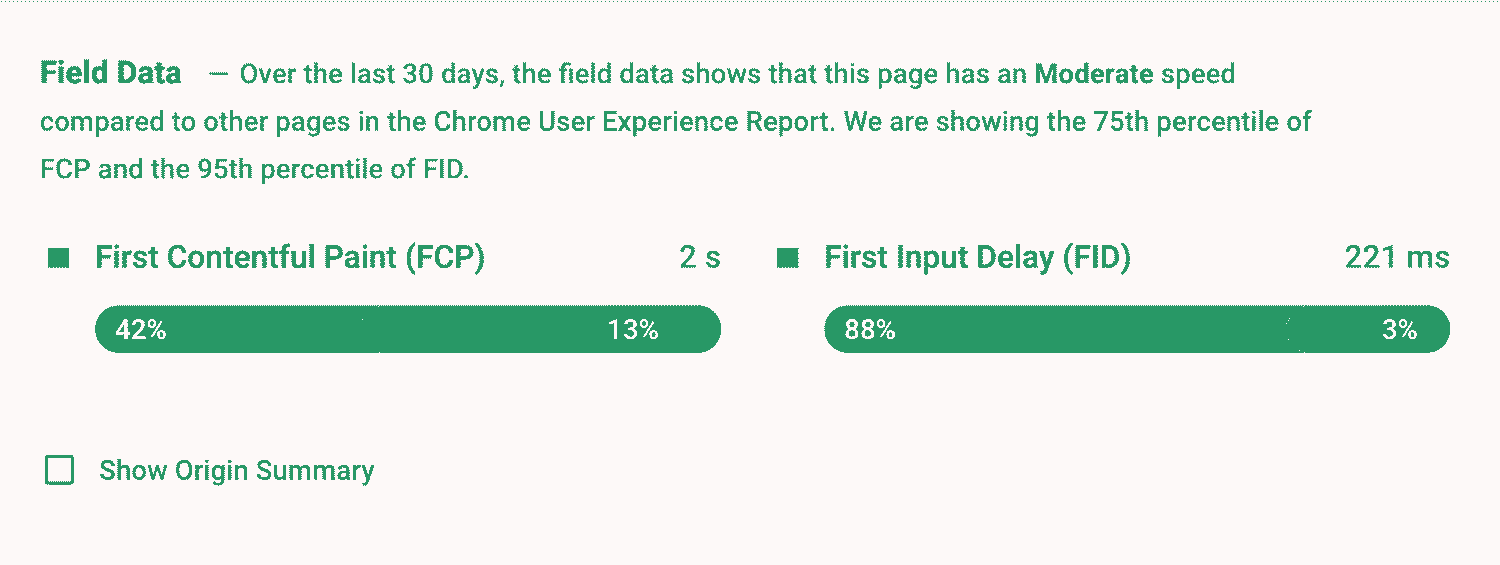 Field Data — Over the last 30 days, the field data shows that this page has an Moderate speed
compared to other pages in the Chrome User Experience Report. We are showing the 75th percentile of
FCP and the 95th percentile of FID.
First Contentful Paint (FCP) 2 s
42% 13%
First Input Delay (FID) 221 ms
88% 3%
Show Origin Summary